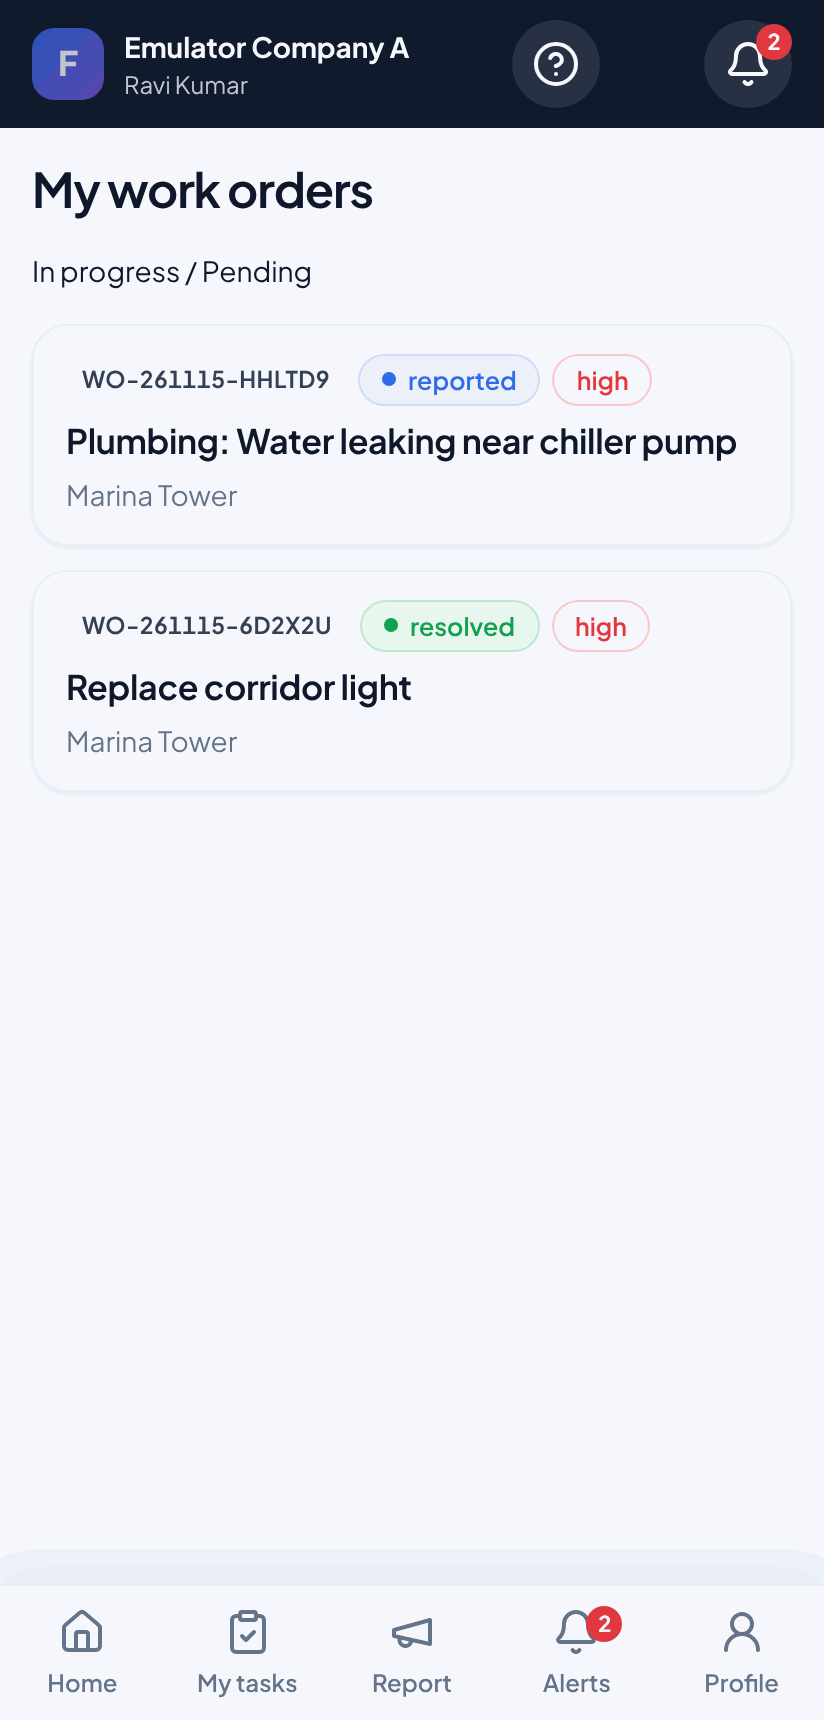 F
Emulator Company A
Ravi Kumar
2
My work orders
In progress / Pending
WO-261115-HHLTD9
reported
high
Plumbing: Water leaking near chiller pump
Marina Tower
WO-261115-6D2X2U
resolved
high
Replace corridor light
Marina Tower
2
Home
My tasks
Report
Alerts
Profile